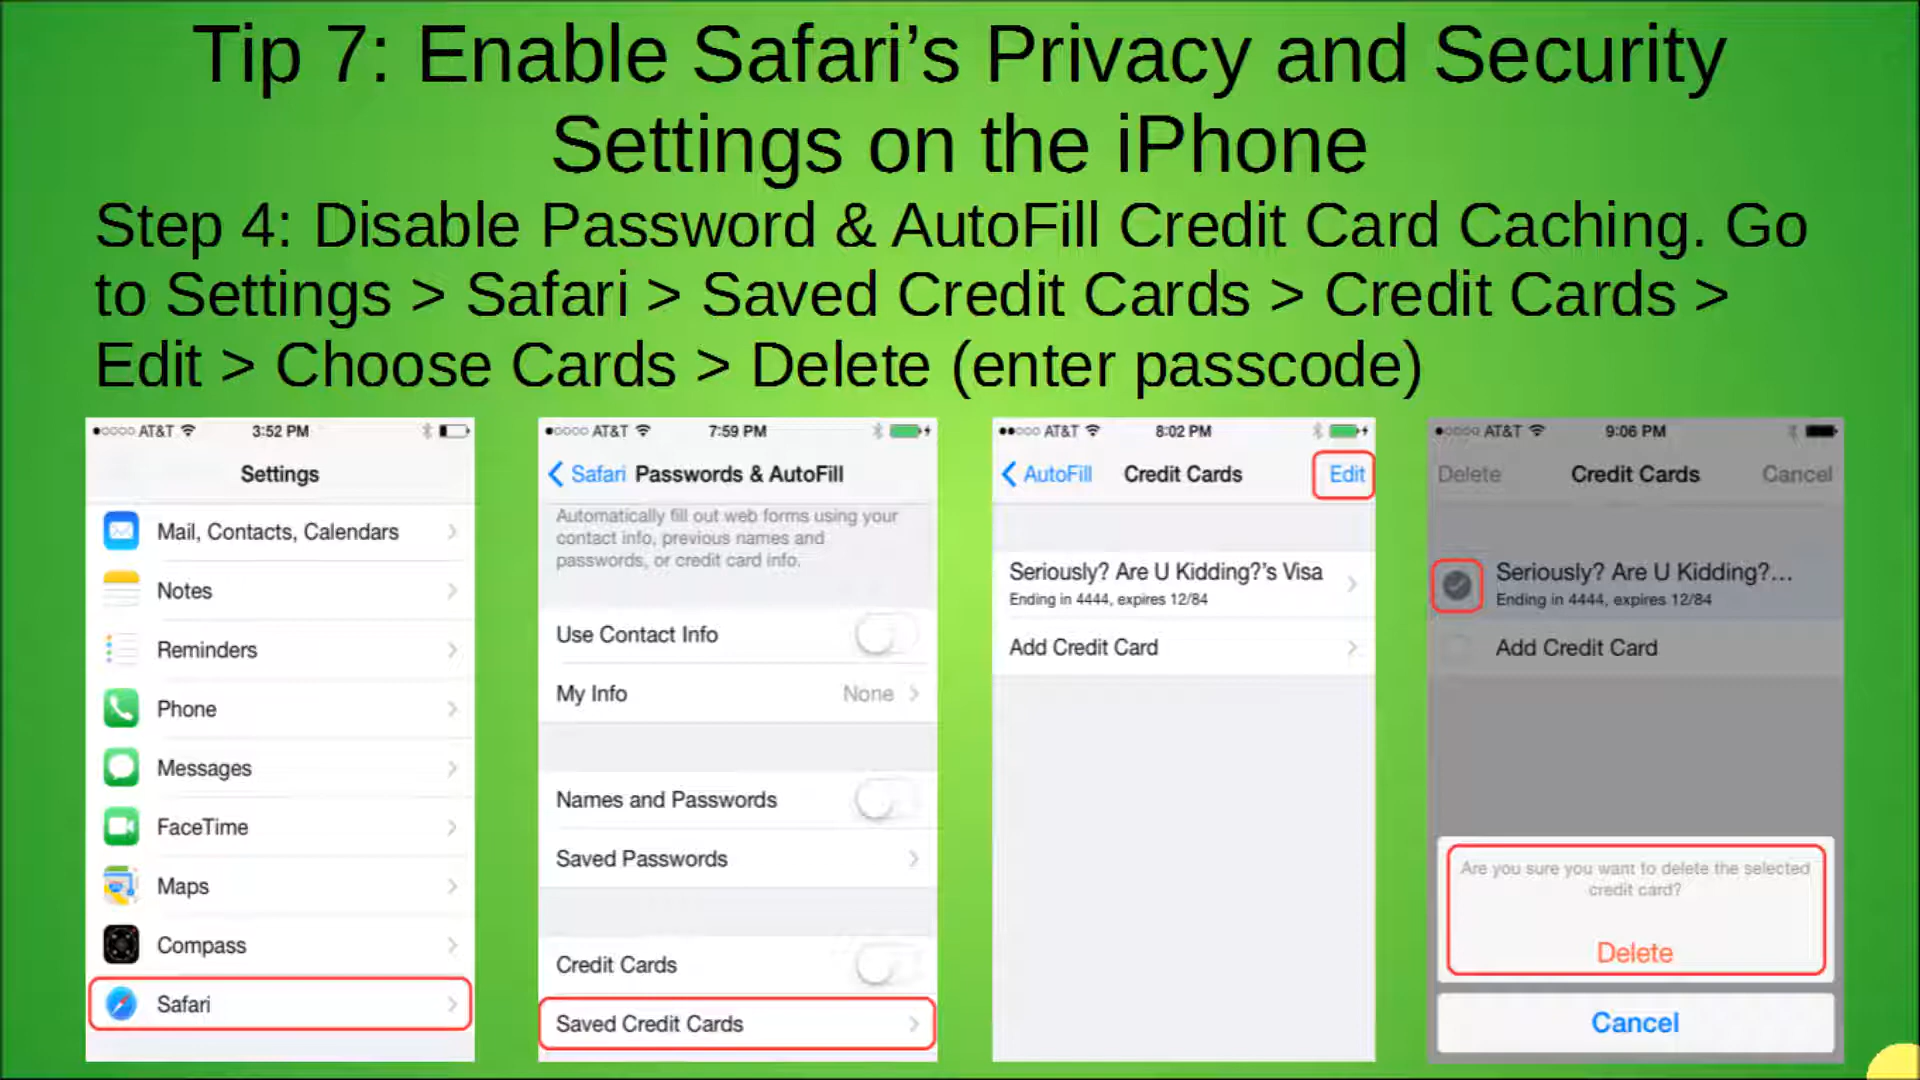 Tip 7: Enable Safari’s Privacy and Security
Settings on the iPhone
Step 4: Disable Password & AutoFill Credit Card Caching. Go
to Settings > Safari > Saved Credit Cards > Credit Cards >
Edit > Choose Cards > Delete (enter passcode)
AT&T 3:52 PM
Settings
Mail, Contacts, Calendars
Notes
Reminders
Phone
Messages
FaceTime
Maps
Compass
Safari
AT&T 7:59 PM
Safari Passwords & AutoFill
Automatically fill out web forms using your
contact info, previous names and
passwords, or credit card info.
Use Contact Info
My Info None
Names and Passwords
Saved Passwords
Credit Cards
Saved Credit Cards
AT&T 8:02 PM
AutoFill Credit Cards Edit
Seriously? Are U Kidding?’s Visa
Ending in 4444, expires 12/84
Add Credit Card
AT&T 9:06 PM
Delete Credit Cards Cancel
Seriously? Are U Kidding?...
Ending in 4444, expires 12/84
Add Credit Card
Are you sure you want to delete the selected
credit card?
Delete
Cancel